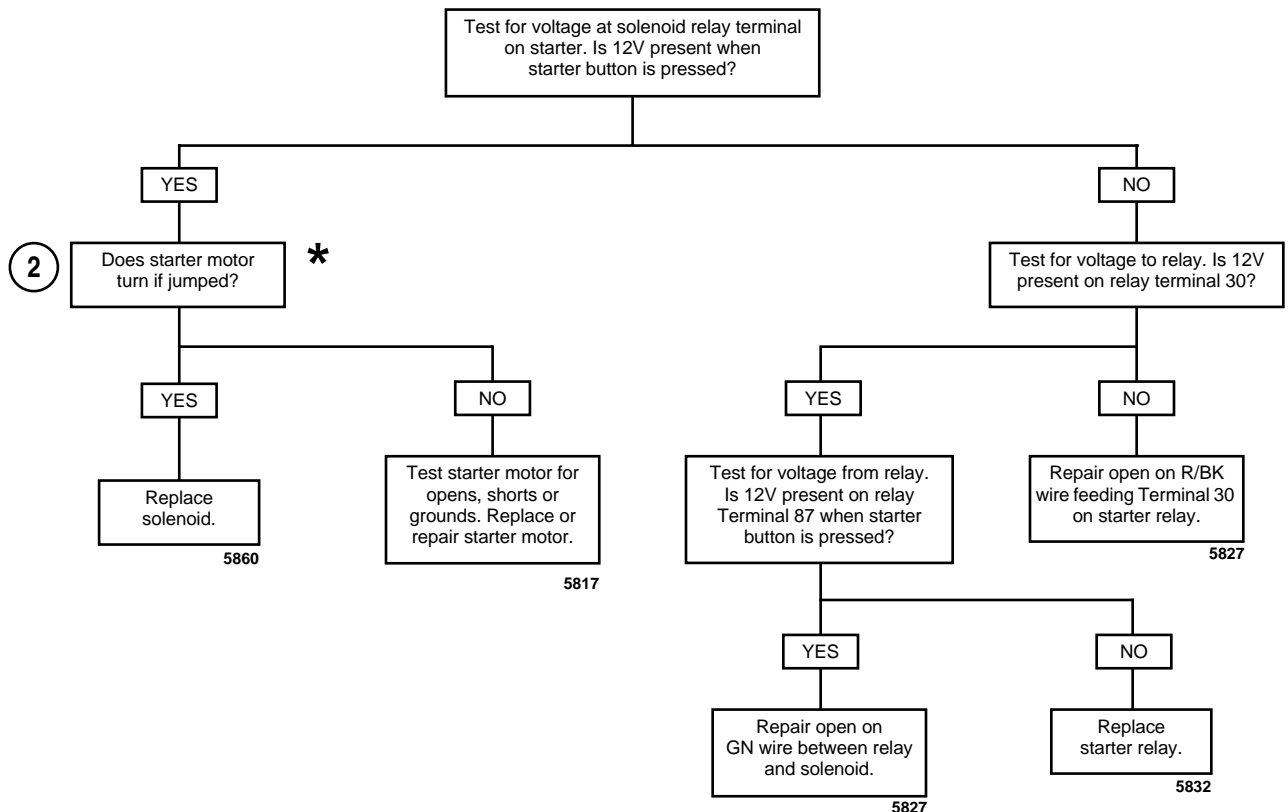 Test for voltage at solenoid relay terminal
on starter. Is 12V present when
starter button is pressed?
YES
NO
2
Does starter motor
turn if jumped?
*
Test for voltage to relay. Is 12V
present on relay terminal 30?
YES
NO
YES
NO
Replace
solenoid.
5860
Test starter motor for
opens, shorts or
grounds. Replace or
repair starter motor.
5817
Test for voltage from relay.
Is 12V present on relay
Terminal 87 when starter
button is pressed?
Repair open on R/BK
wire feeding Terminal 30
on starter relay.
5827
YES
NO
Repair open on
GN wire between relay
and solenoid.
5827
Replace
starter relay.
5832